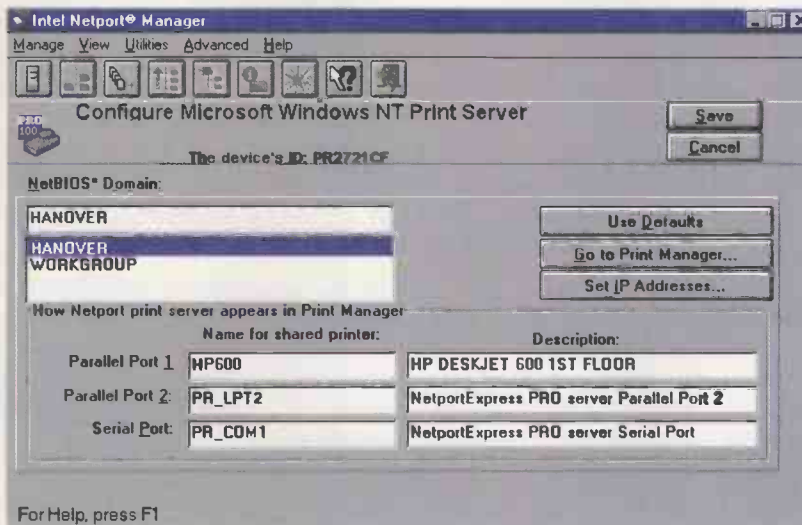 Intel Netport® Manager
Manage View Utilities Advanced Help
PRO
100
Configure Microsoft Windows NT Print Server
Save
The device's ID: PR2721CF
Cancel
NetBIOS* Domain:
HANOVER
HANOVER
WORKGROUP
Use Defaults
Go to Print Manager...
Set IP Addresses...
How Netport print server appears in Print Manager
Name for shared printer: Description:
Parallel Port 1 HP600 HP DESKJET 600 1ST FLOOR
Parallel Port 2: PR_LPT2 NetportExpress PRO server Parallel Port 2
Serial Port: PR_COM1 NetportExpress PRO server Serial Port
For Help, press F1